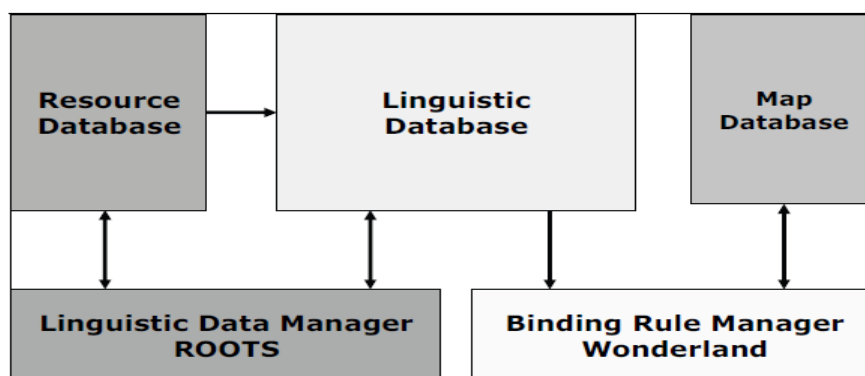 Resource
Database
Linguistic
Database
Map
Database
Linguistic Data Manager
ROOTS
Binding Rule Manager
Wonderland